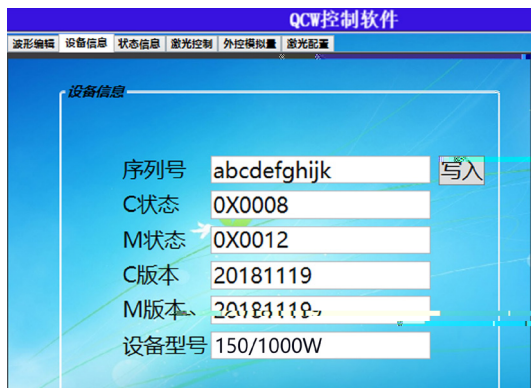 QCW控制软件
波形编辑 设备信息 状态信息 激光控制 外控模拟量 激光配置
设备信息
序列号 abcdefghijk 写入
C状态 0X0008
M状态 0X0012
C版本 20181119
M版本 20181119
设备型号 150/1000W